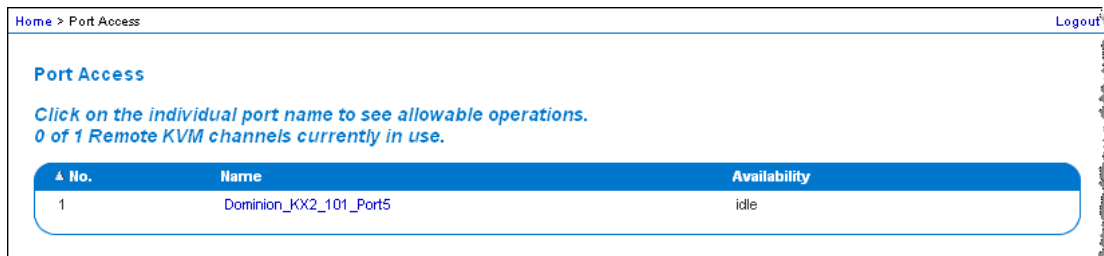 Home > Port Access Logout
Port Access
Click on the individual port name to see allowable operations.
0 of 1 Remote KVM channels currently in use.
▲ No. Name Availability
1 Dominion_KX2_101_Port5 idle